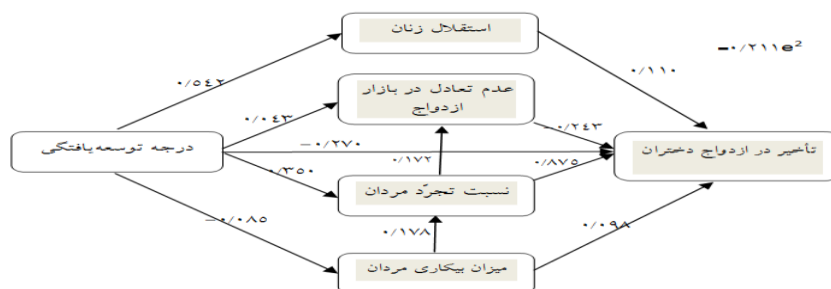 استقلال زنان
-۰/۲۱۱e²
۰/۵۴۲
۰/۱۱۰
عدم تعادل در بازار
ازدواج
۰/۰۴۳
-۰/۲۴۳
درجه توسعه‌یافتگی
-۰/۲۷۰
تأخیر در ازدواج دختران
۰/۱۷۲
۰/۸۷۵
۰/۳۵۰
نسبت تجرّد مردان
-۰/۰۸۵
۰/۱۷۸
۰/۰۹۸
میزان بیکاری مردان